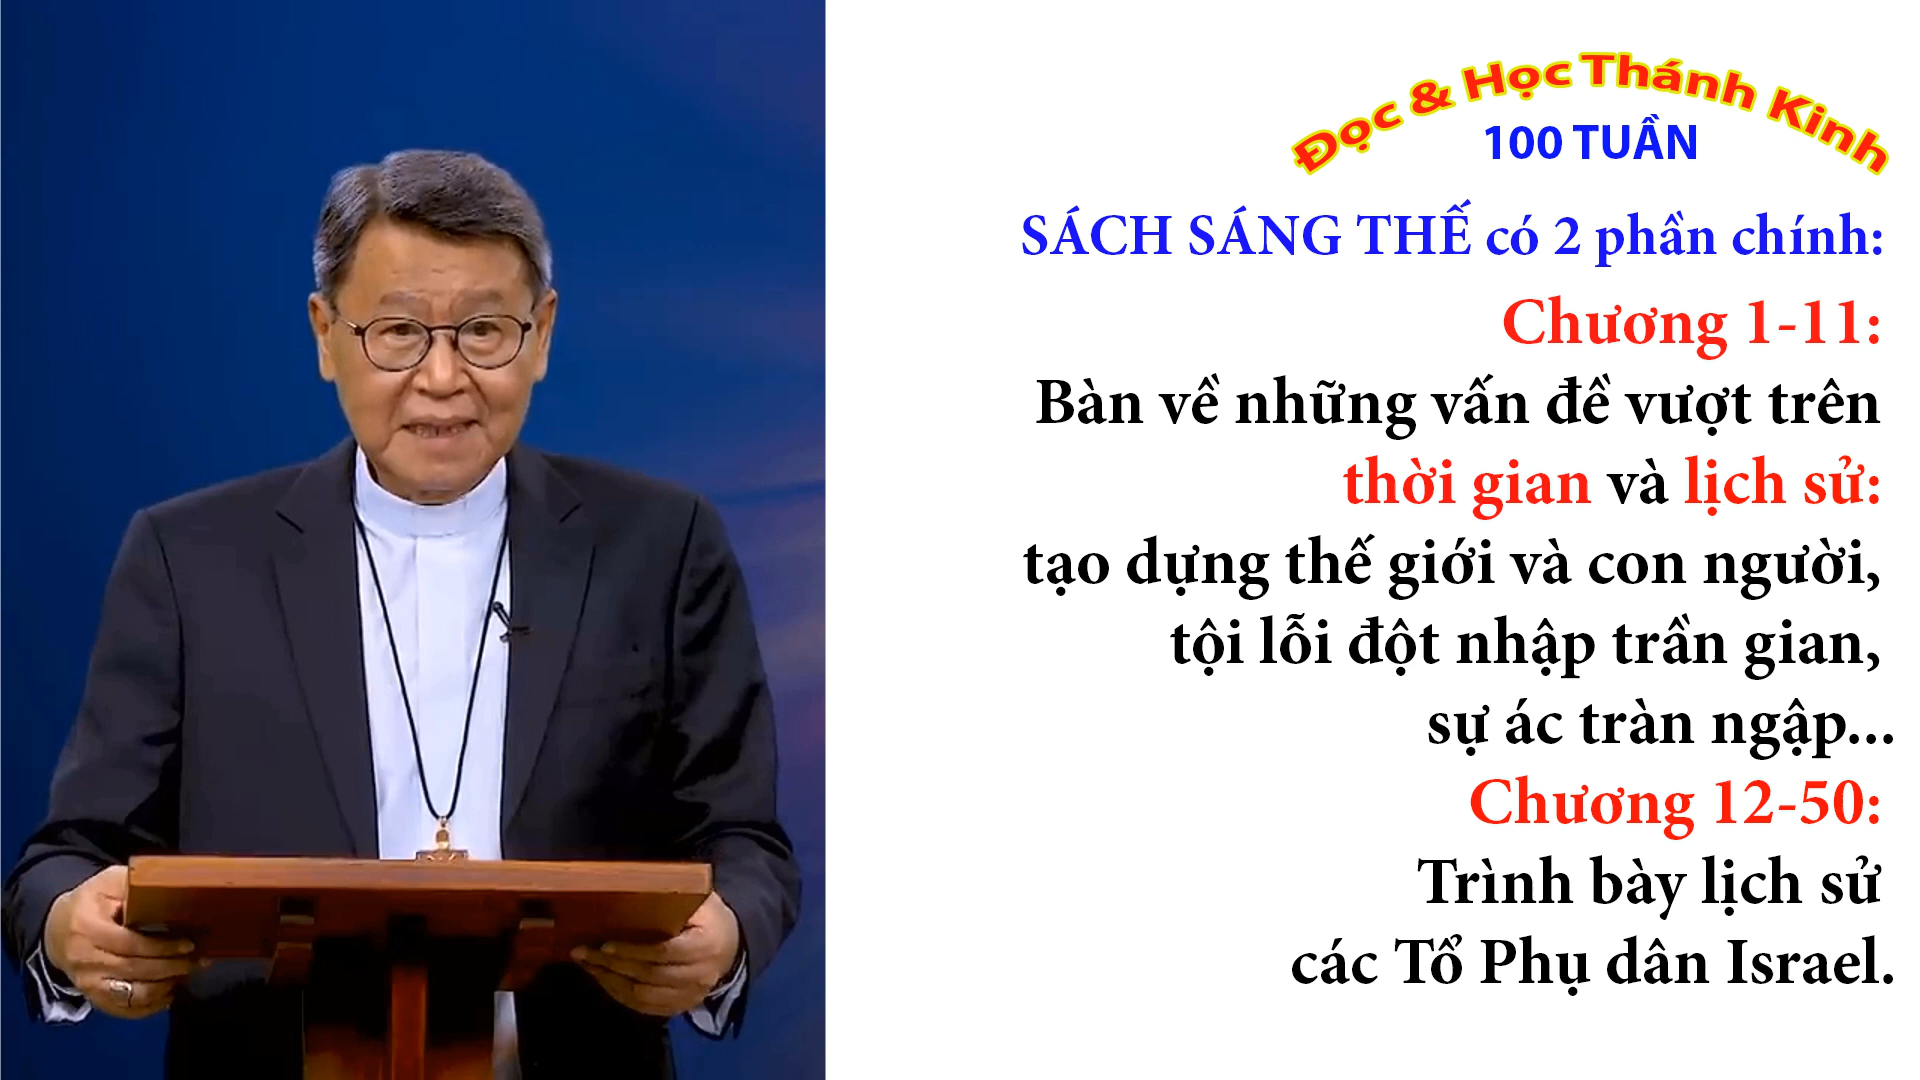 Đọc & Học Thánh Kinh
100 TUẦN
SÁCH SÁNG THẾ có 2 phần chính:
Chương 1-11:
Bàn về những vấn đề vượt trên
thời gian và lịch sử:
tạo dựng thế giới và con người,
tội lỗi đột nhập trần gian,
sự ác tràn ngập...
Chương 12-50:
Trình bày lịch sử
các Tổ Phụ dân Israel.